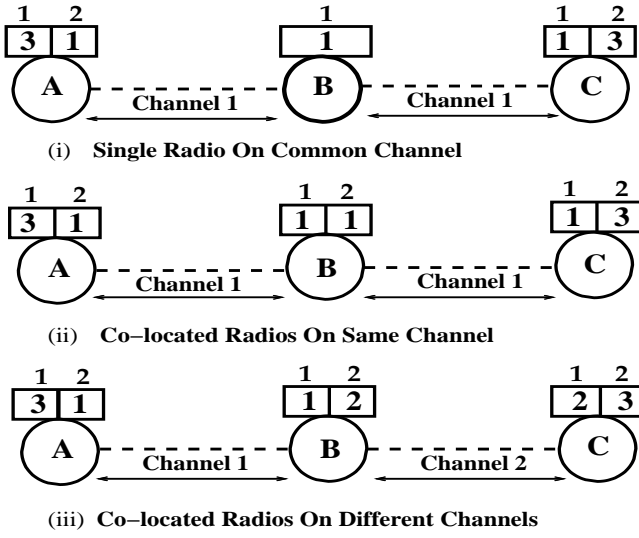 1 2 1 1 2
3 1 1 1 3
A B C
Channel 1 Channel 1
(i) Single Radio On Common Channel
1 2 1 2 1 2
3 1 1 1 1 3
A B C
Channel 1 Channel 1
(ii) Co-located Radios On Same Channel
1 2 1 2 1 2
3 1 1 2 2 3
A B C
Channel 1 Channel 2
(iii) Co-located Radios On Different Channels